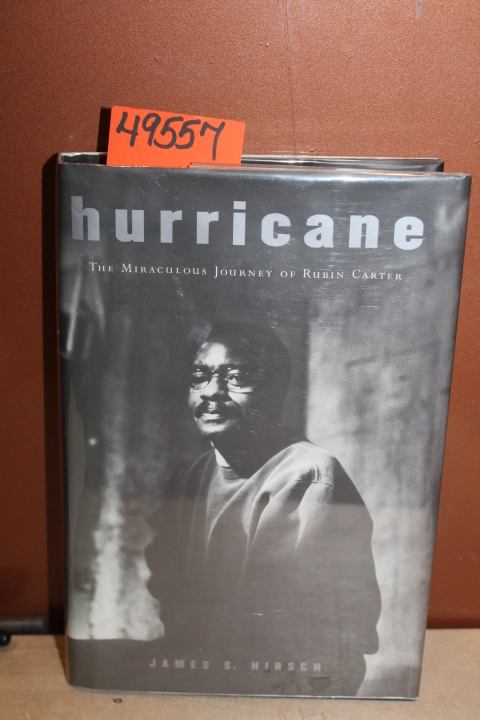 49557
hurricane
The Miraculous Journey of Rubin Carter
JAMES S. HIRSCH